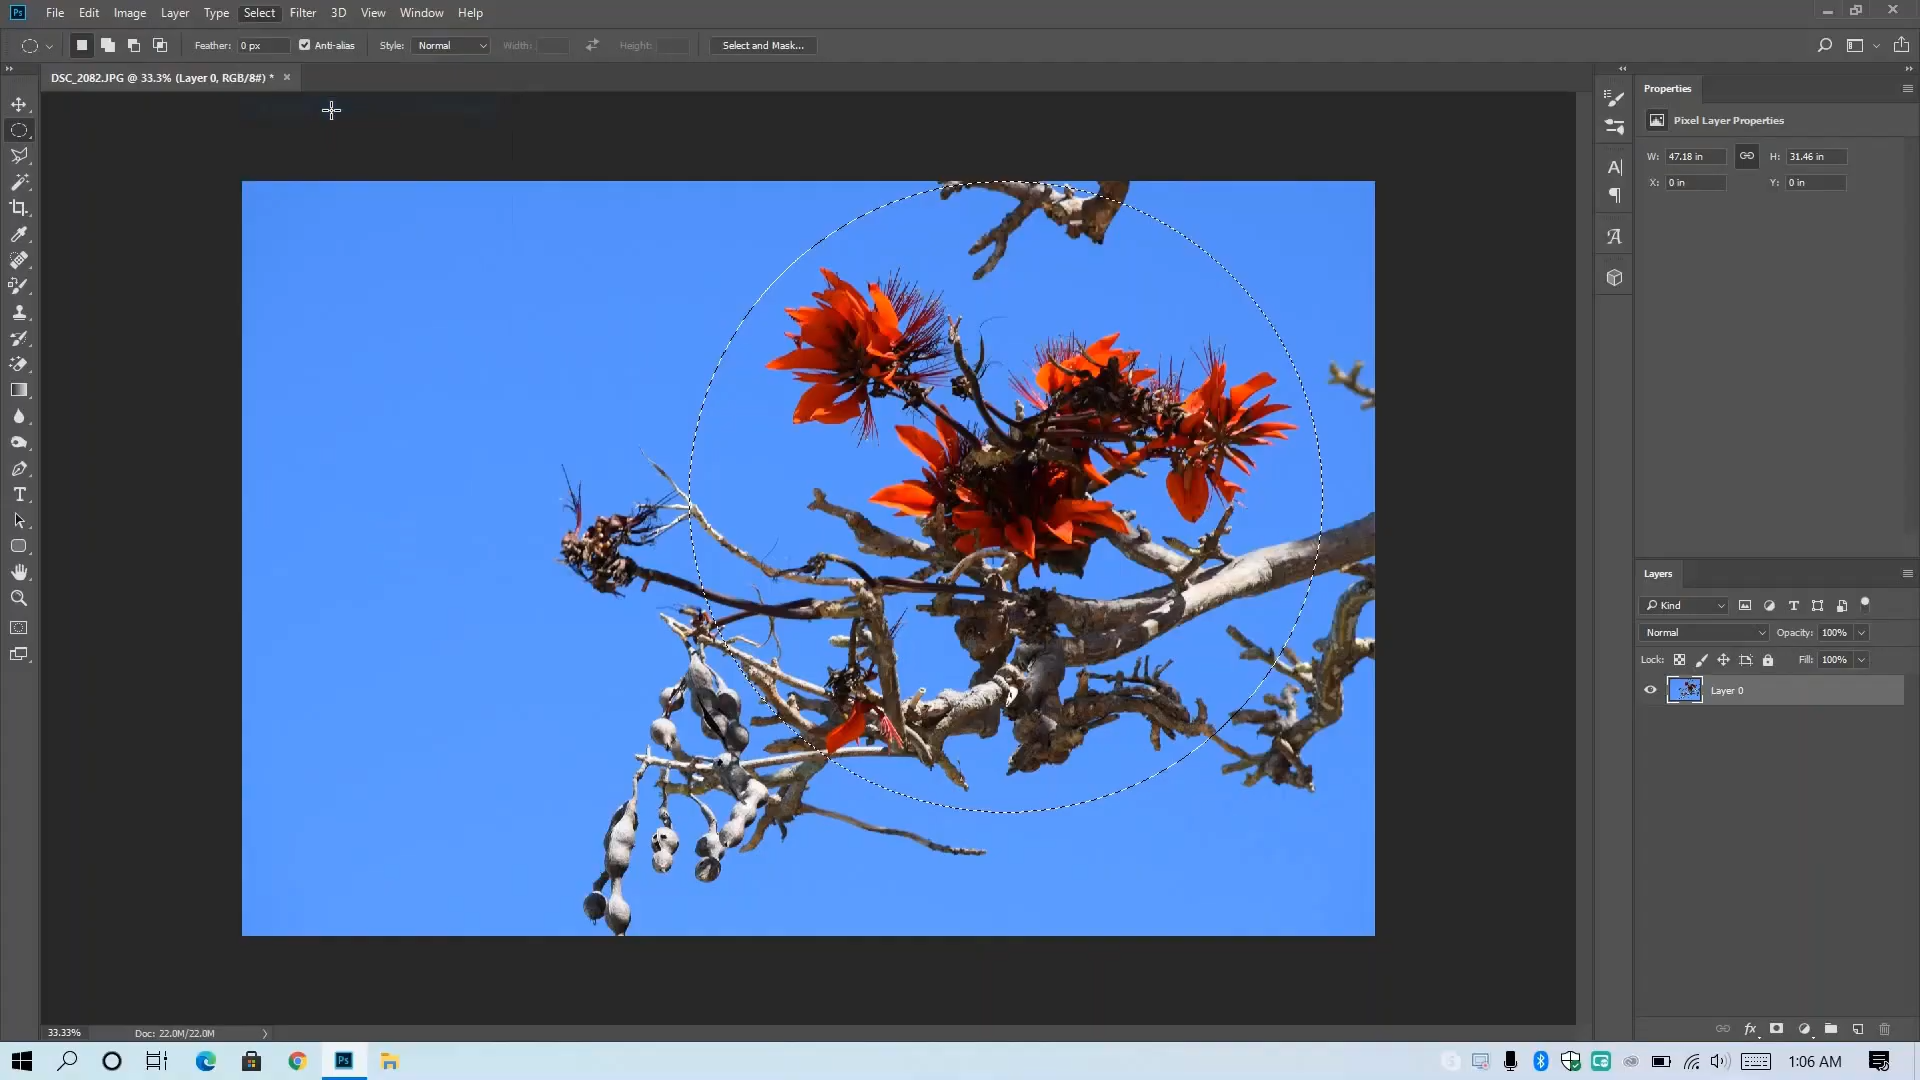 Ps File Edit Image Layer Type Select Filter 3D View Window Help
Feather: 0 px Anti-alias Style: Normal Width: Height: Select and Mask...
DSC_2082.JPG @ 33.3% (Layer 0, RGB/8#) * ×
Properties
Pixel Layer Properties
W: 47.18 in H: 31.46 in
X: 0 in Y: 0 in
Layers
Kind
Normal Opacity: 100%
Lock: Fill: 100%
Layer 0
33.33% Doc: 22.0M/22.0M
Ps 1:06 AM